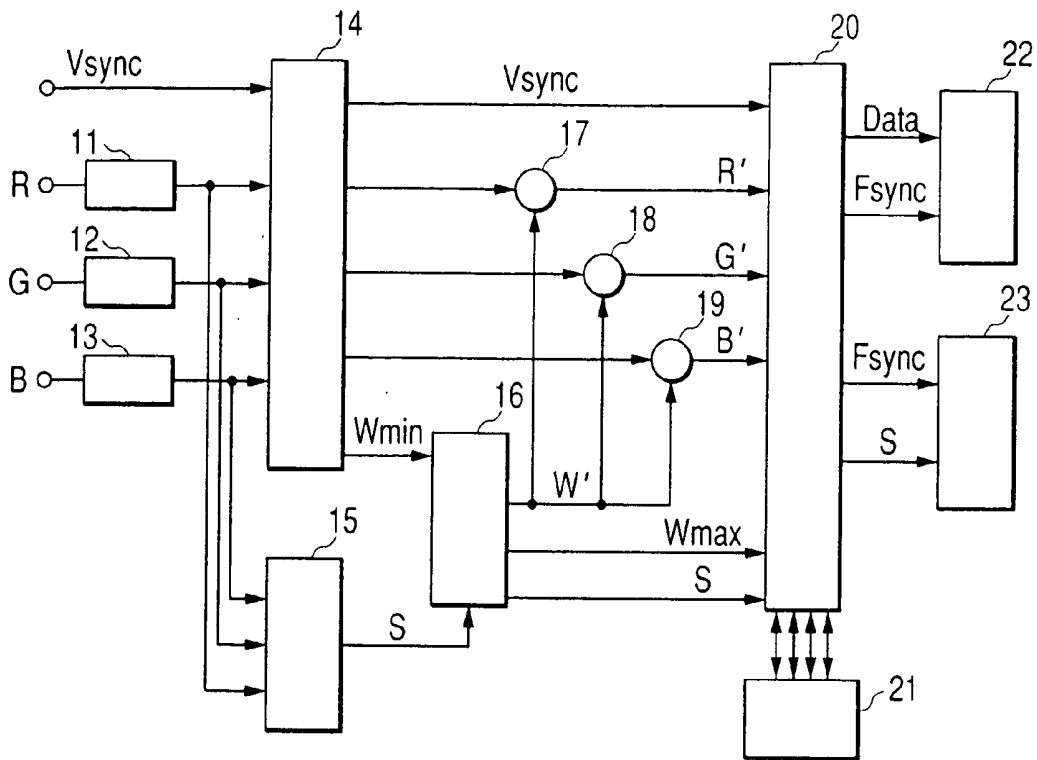 14
20
22
Vsync
Vsync
Data
11
17
R
R'
Fsync
12
18
G
G'
13
19
23
B
B'
Fsync
16
Wmin
S
W'
15
Wmax
S
S
21